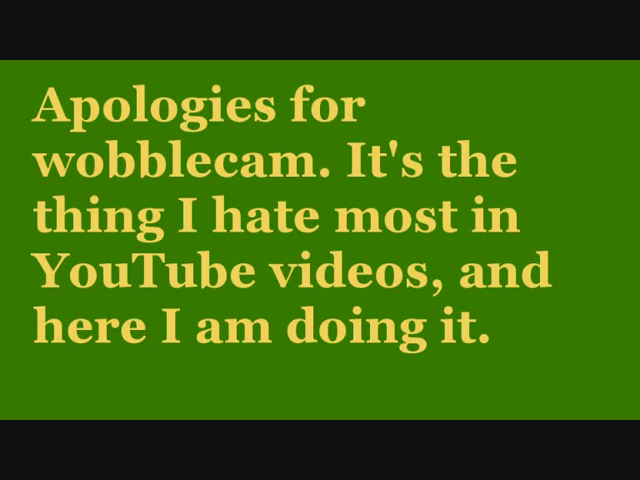 Apologies for
wobblecam. It's the
thing I hate most in
YouTube videos, and
here I am doing it.